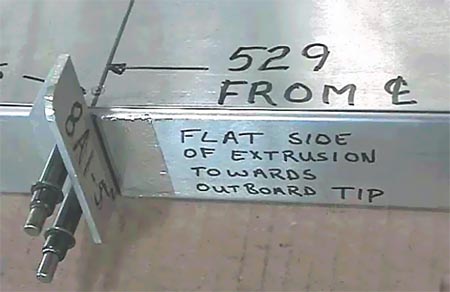 529
FROM ℄
FLAT SIDE
OF EXTRUSION
TOWARDS
OUTBOARD TIP